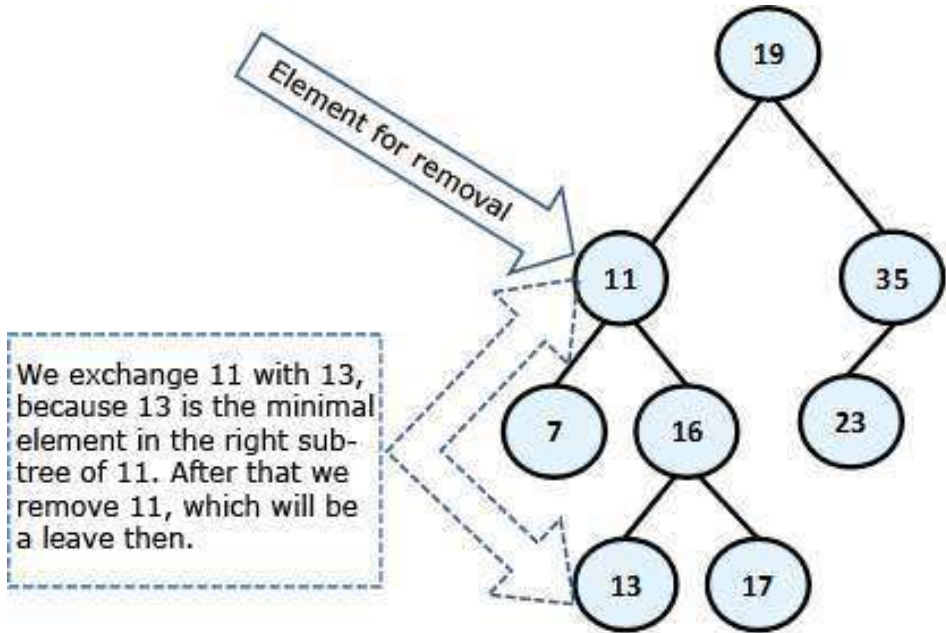 19
Element for removal
11
35
We exchange 11 with 13,
because 13 is the minimal
element in the right sub-
tree of 11. After that we
remove 11, which will be
a leave then.
7
16
23
13
17